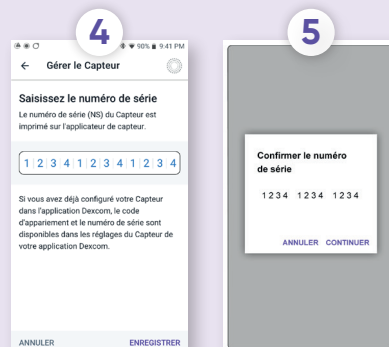 4
90% 9:41 PM
Gérer le Capteur
Saisissez le numéro de série
Le numéro de série (NS) du Capteur est
imprimé sur l'applicateur de capteur.
1 2 3 4 1 2 3 4 1 2 3 4
Si vous avez déjà configuré votre Capteur
dans l'application Dexcom, le code
d'appariement et le numéro de série sont
disponibles dans les réglages du Capteur de
votre application Dexcom.
ANNULER ENREGISTRER
5
Confirmer le numéro
de série
1234 1234 1234
ANNULER CONTINUER